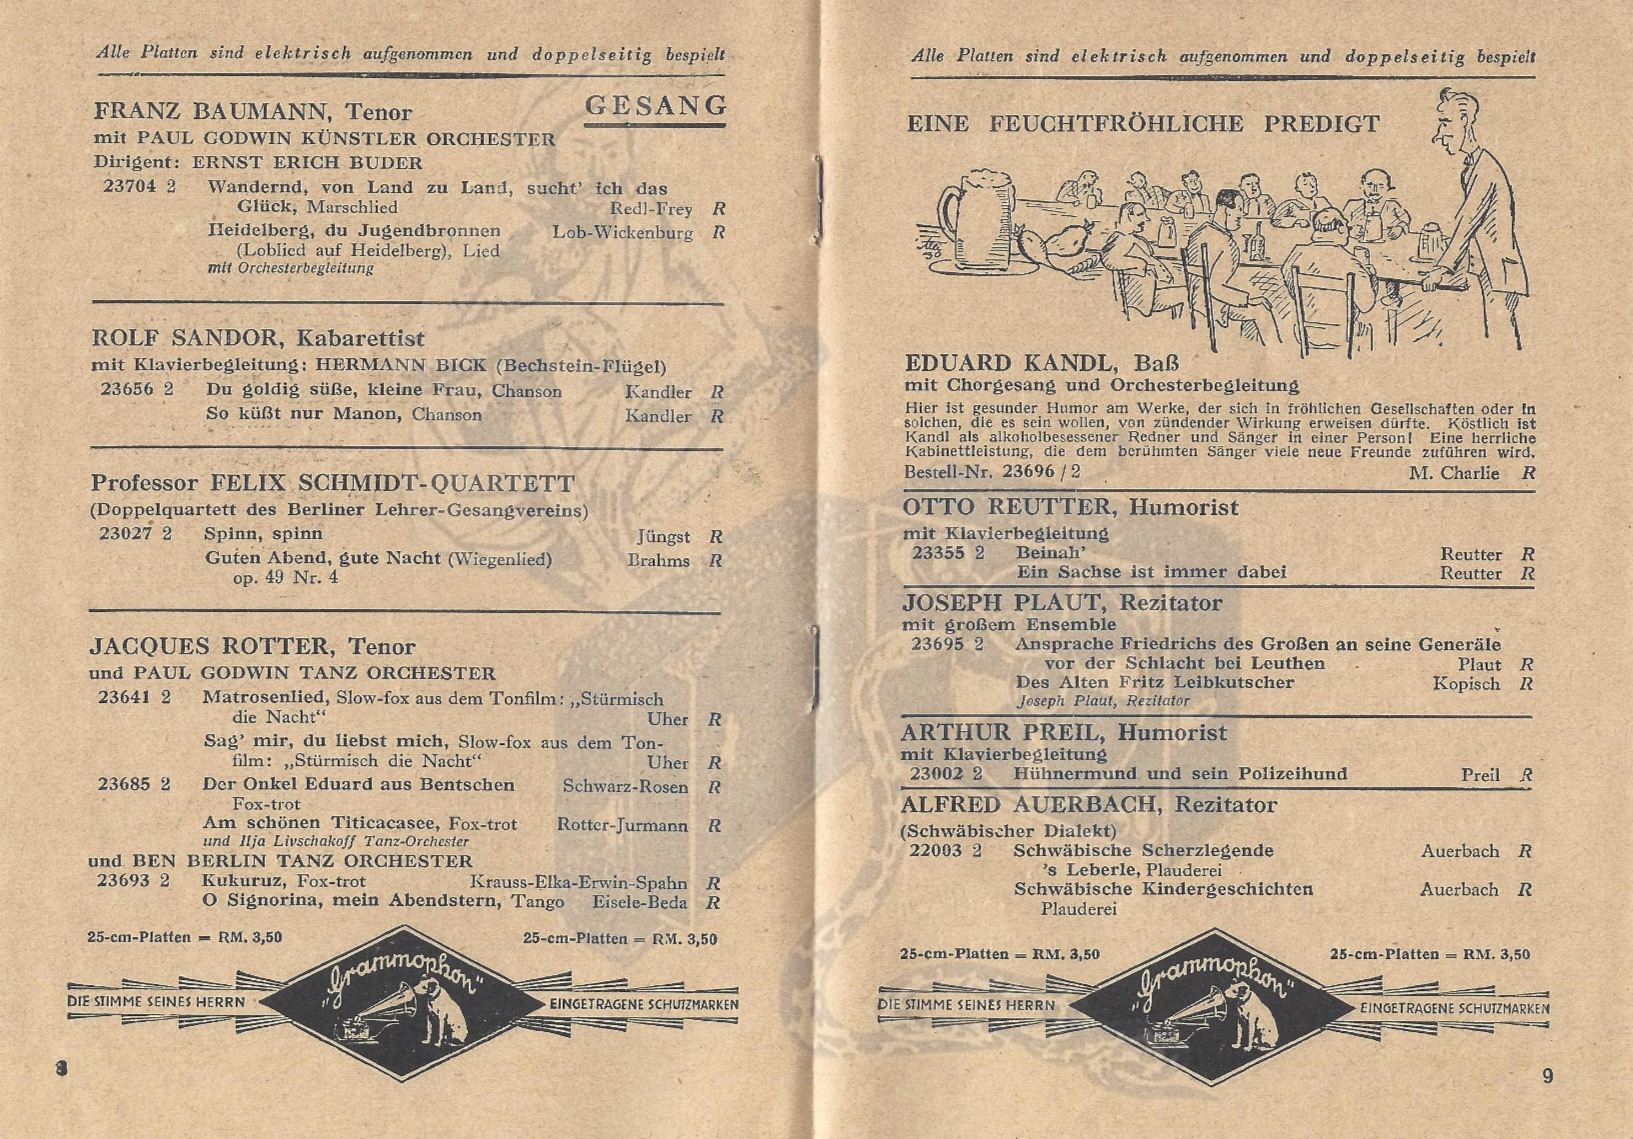 Alle Platten sind elektrisch aufgenommen und doppelseitig bespielt
GESANG
FRANZ BAUMANN, Tenor
mit PAUL GODWIN KÜNSTLER ORCHESTER
Dirigent: ERNST ERICH BUDER
23704 2 Wandernd, von Land zu Land, sucht' ich das
Glück, Marschlied Redl-Frey R
Heidelberg, du Jugendbronnen Lob-Wickenburg R
(Loblied auf Heidelberg), Lied
mit Orchesterbegleitung
ROLF SANDOR, Kabarettist
mit Klavierbegleitung: HERMANN BICK (Bechstein-Flügel)
23656 2 Du goldig süße, kleine Frau, Chanson Kandler R
So küßt nur Manon, Chanson Kandler R
Professor FELIX SCHMIDT-QUARTETT
(Doppelquartett des Berliner Lehrer-Gesangvereins)
23027 2 Spinn, spinn Jüngst R
Guten Abend, gute Nacht (Wiegenlied) Brahms R
op. 49 Nr. 4
JACQUES ROTTER, Tenor
und PAUL GODWIN TANZ ORCHESTER
23641 2 Matrosenlied, Slow-fox aus dem Tonfilm: „Stürmisch
die Nacht“ Uher R
Sag' mir, du liebst mich, Slow-fox aus dem Ton-
film: „Stürmisch die Nacht“ Uher R
23685 2 Der Onkel Eduard aus Bentschen Schwarz-Rosen R
Fox-trot
Am schönen Titicacasee, Fox-trot Rotter-Jurmann R
und Ilja Livschakoff Tanz-Orchester
und BEN BERLIN TANZ ORCHESTER
23693 2 Kukuruz, Fox-trot Krauss-Elka-Erwin-Spahn R
O Signorina, mein Abendstern, Tango Eisele-Beda R
25-cm-Platten = RM. 3,50 25-cm-Platten = RM. 3,50
„Grammophon“
DIE STIMME SEINES HERRN EINGETRAGENE SCHUTZMARKEN
8
Alle Platten sind elektrisch aufgenommen und doppelseitig bespielt
EINE FEUCHTFRÖHLICHE PREDIGT
EDUARD KANDL, Baß
mit Chorgesang und Orchesterbegleitung
Hier ist gesunder Humor am Werke, der sich in fröhlichen Gesellschaften oder in
solchen, die es sein wollen, von zündender Wirkung erweisen dürfte. Köstlich ist
Kandl als alkoholbesessener Redner und Sänger in einer Person! Eine herrliche
Kabinettleistung, die dem berühmten Sänger viele neue Freunde zuführen wird.
Bestell-Nr. 23696 / 2 M. Charlie R
OTTO REUTTER, Humorist
mit Klavierbegleitung
23355 2 Beinah' Reutter R
Ein Sachse ist immer dabei Reutter R
JOSEPH PLAUT, Rezitator
mit großem Ensemble
23695 2 Ansprache Friedrichs des Großen an seine Generäle
vor der Schlacht bei Leuthen Plaut R
Des Alten Fritz Leibkutscher Kopisch R
Joseph Plaut, Rezitator
ARTHUR PREIL, Humorist
mit Klavierbegleitung
23002 2 Hühnermund und sein Polizeihund Preil R
ALFRED AUERBACH, Rezitator
(Schwäbischer Dialekt)
22003 2 Schwäbische Scherzlegende Auerbach R
's Leberle, Plauderei
Schwäbische Kindergeschichten Auerbach R
Plauderei
25-cm-Platten = RM. 3,50 25-cm-Platten = RM. 3,50
„Grammophon“
DIE STIMME SEINES HERRN EINGETRAGENE SCHUTZMARKEN
9